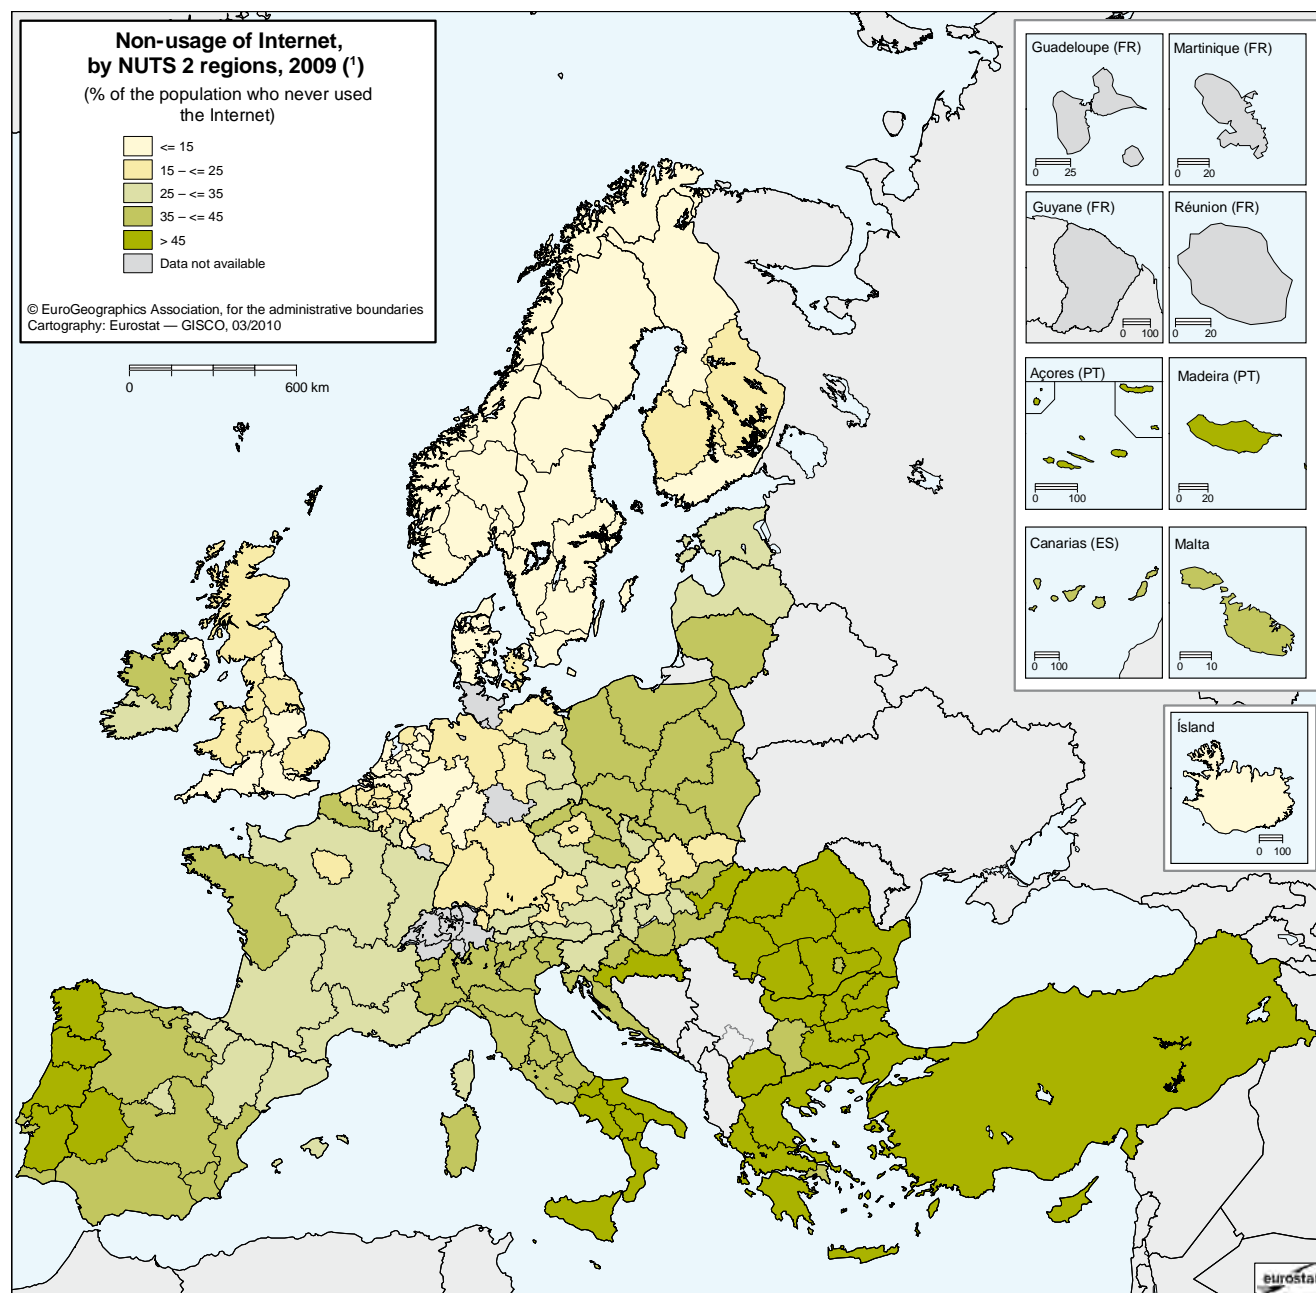 Non-usage of Internet,
by NUTS 2 regions, 2009 (¹)
(% of the population who never used
the Internet)
<= 15
15 – <= 25
25 – <= 35
35 – <= 45
> 45
Data not available
© EuroGeographics Association, for the administrative boundaries
Cartography: Eurostat — GISCO, 03/2010
0 600 km
Guadeloupe (FR)
0 25
Martinique (FR)
0 20
Guyane (FR)
0 100
Réunion (FR)
0 20
Açores (PT)
0 100
Madeira (PT)
0 20
Canarias (ES)
0 100
Malta
0 10
Ísland
0 100
eurosta